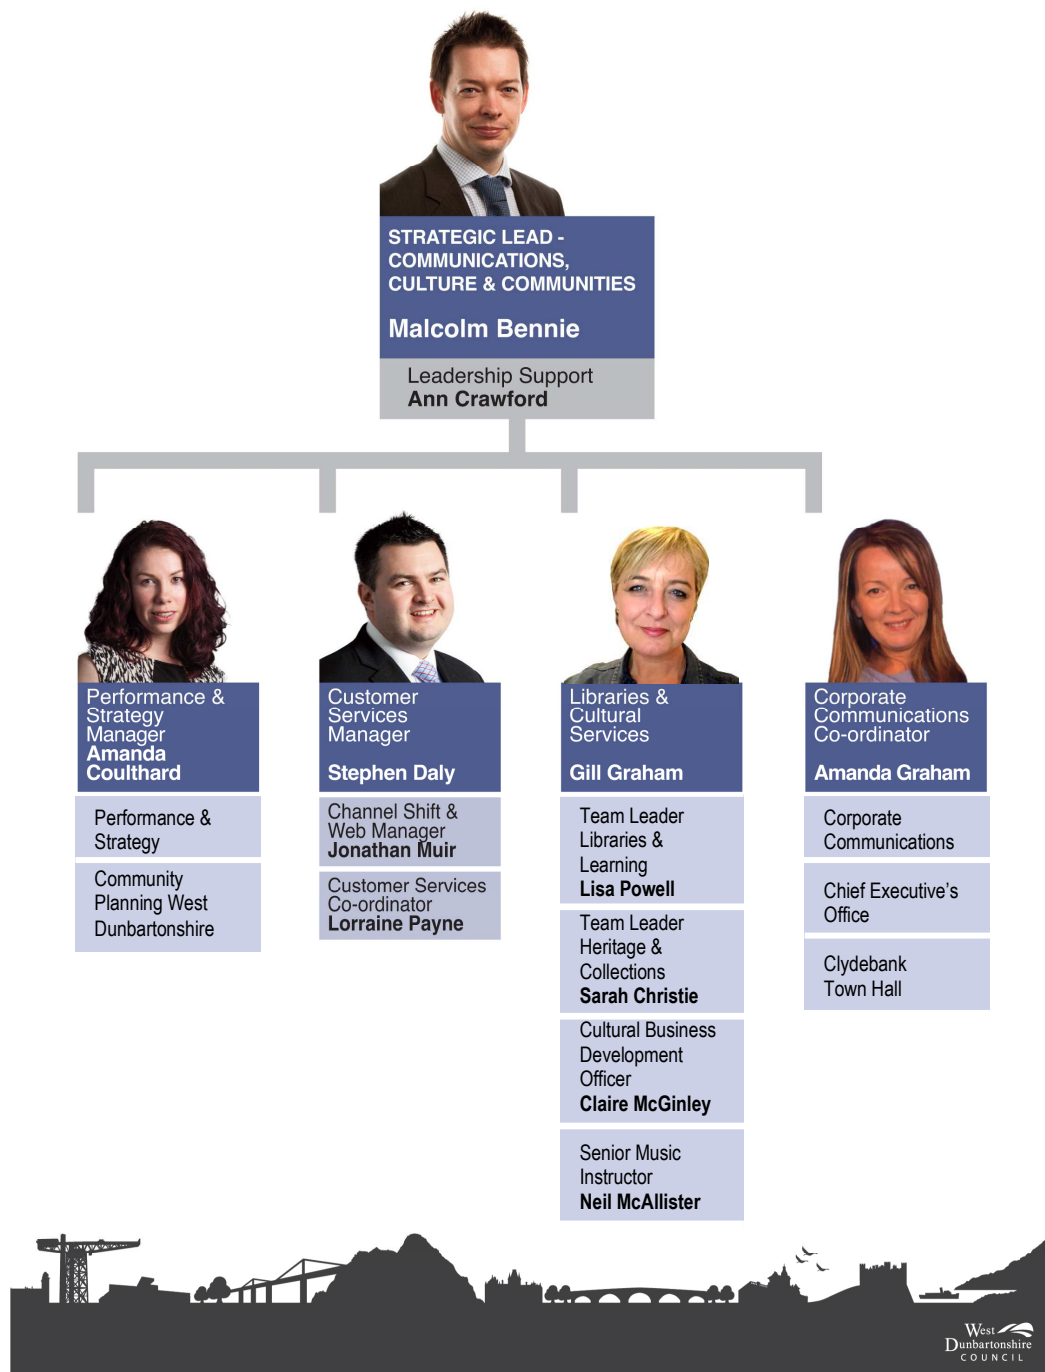 STRATEGIC LEAD -
COMMUNICATIONS,
CULTURE & COMMUNITIES
Malcolm Bennie
Leadership Support
Ann Crawford
Performance &
Strategy
Manager
Amanda
Coulthard
Performance &
Strategy
Community
Planning West
Dunbartonshire
Customer
Services
Manager
Stephen Daly
Channel Shift &
Web Manager
Jonathan Muir
Customer Services
Co-ordinator
Lorraine Payne
Libraries &
Cultural
Services
Gill Graham
Team Leader
Libraries &
Learning
Lisa Powell
Team Leader
Heritage &
Collections
Sarah Christie
Cultural Business
Development
Officer
Claire McGinley
Senior Music
Instructor
Neil McAllister
Corporate
Communications
Co-ordinator
Amanda Graham
Corporate
Communications
Chief Executive’s
Office
Clydebank
Town Hall
West
Dunbartonshire
COUNCIL